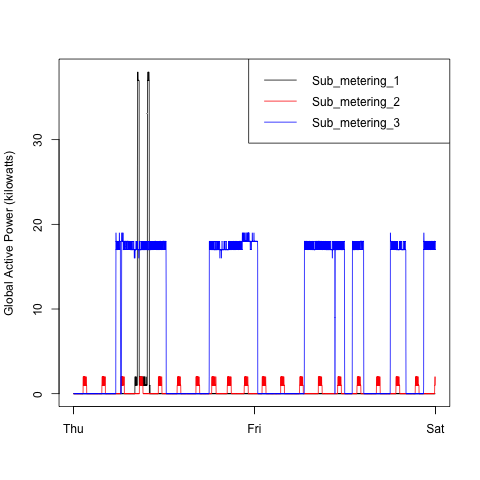 Sub_metering_1
Sub_metering_2
Sub_metering_3
Global Active Power (kilowatts)
30
20
10
0
Thu Fri Sat